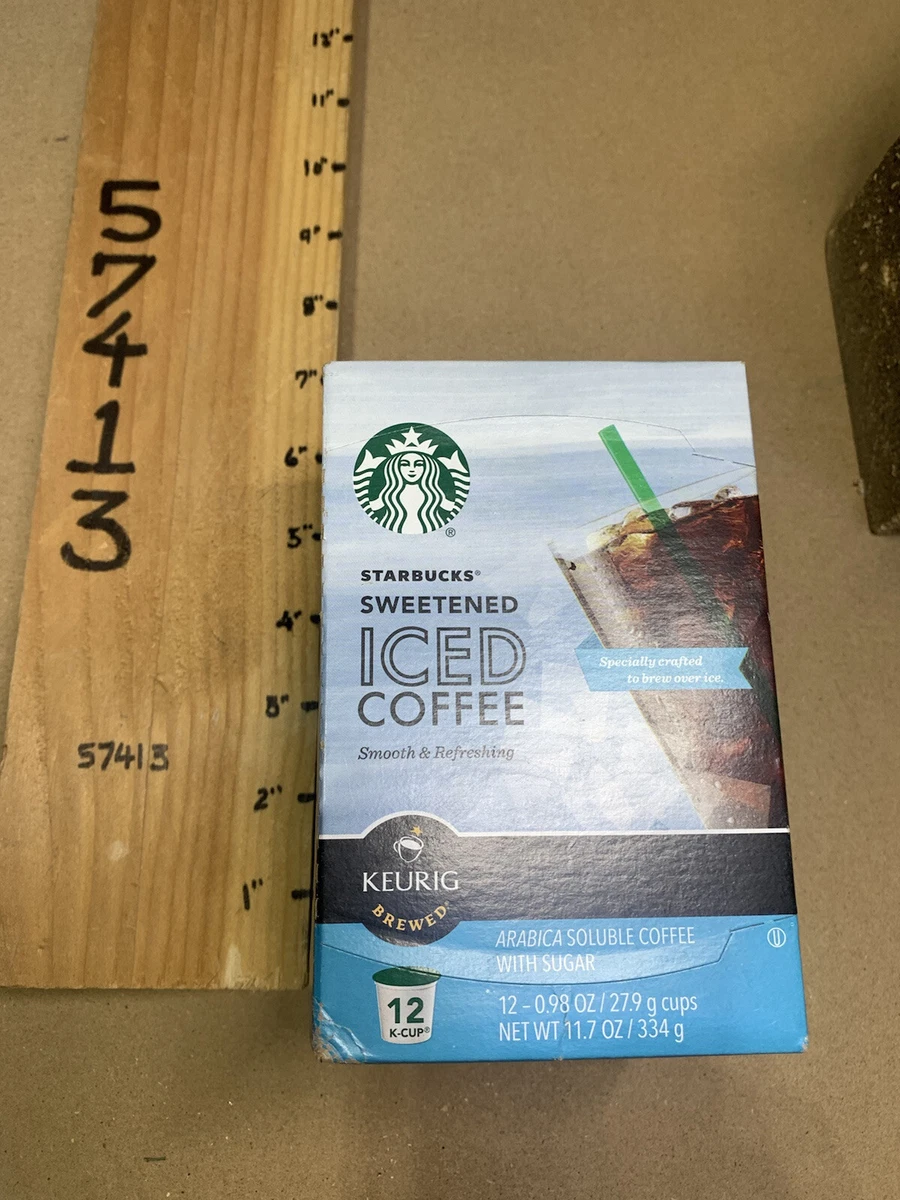 12"
11"
10"
9"
8"
7"
6"
5"
4"
3"
2"
1"
5
7
4
1
3
57413
®
STARBUCKS®
SWEETENED
ICED
COFFEE
Smooth & Refreshing
Specially crafted
to brew over ice.
KEURIG
BREWED®
ARABICA SOLUBLE COFFEE
WITH SUGAR
12 – 0.98 OZ / 27.9 g cups
NET WT 11.7 OZ / 334 g
12
K-CUP®
U